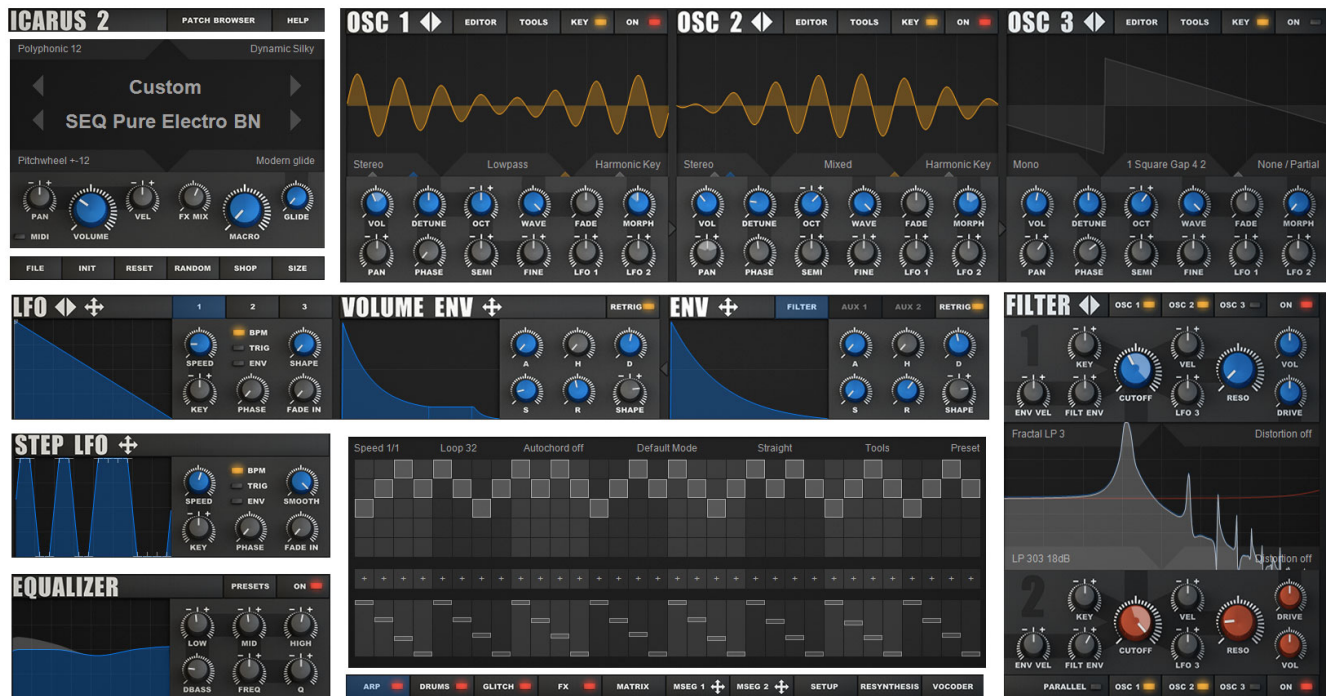 ICARUS 2 PATCH BROWSER HELP
Polyphonic 12 Dynamic Silky
Custom
SEQ Pure Electro BN
Pitchwheel +-12 Modern glide
- I + - I + - I +
PAN VEL FX MIX GLIDE
MIDI VOLUME MACRO
FILE INIT RESET RANDOM SHOP SIZE
OSC 1 EDITOR TOOLS KEY ON
Stereo Lowpass Harmonic Key
VOL DETUNE OCT WAVE FADE MORPH
PAN PHASE SEMI FINE LFO 1 LFO 2
OSC 2 EDITOR TOOLS KEY ON
Stereo Mixed Harmonic Key
VOL DETUNE OCT WAVE FADE MORPH
PAN PHASE SEMI FINE LFO 1 LFO 2
OSC 3 EDITOR TOOLS KEY ON
Mono 1 Square Gap 4 2 None / Partial
VOL DETUNE OCT WAVE FADE MORPH
PAN PHASE SEMI FINE LFO 1 LFO 2
LFO 1 2 3
BPM
TRIG
SPEED ENV SHAPE
KEY PHASE FADE IN
VOLUME ENV RETRIG
A H D
S R SHAPE
ENV FILTER AUX 1 AUX 2 RETRIG
A H D
S R SHAPE
FILTER OSC 1 OSC 2 OSC 3 ON
1
KEY VEL VOL
CUTOFF RESO
ENV VEL FILT ENV LFO 3 DRIVE
Fractal LP 3 Distortion off
LP 303 18dB Distortion off
2
KEY VEL DRIVE
CUTOFF RESO
ENV VEL FILT ENV LFO 3 VOL
PARALLEL OSC 1 OSC 2 OSC 3 ON
STEP LFO
BPM
TRIG
SPEED ENV SMOOTH
KEY PHASE FADE IN
EQUALIZER PRESETS ON
LOW MID HIGH
DBASS FREQ Q
Speed 1/1 Loop 32 Autochord off Default Mode Straight Tools Preset
ARP DRUMS GLITCH FX MATRIX MSEG 1 MSEG 2 SETUP RESYNTHESIS VOCODER